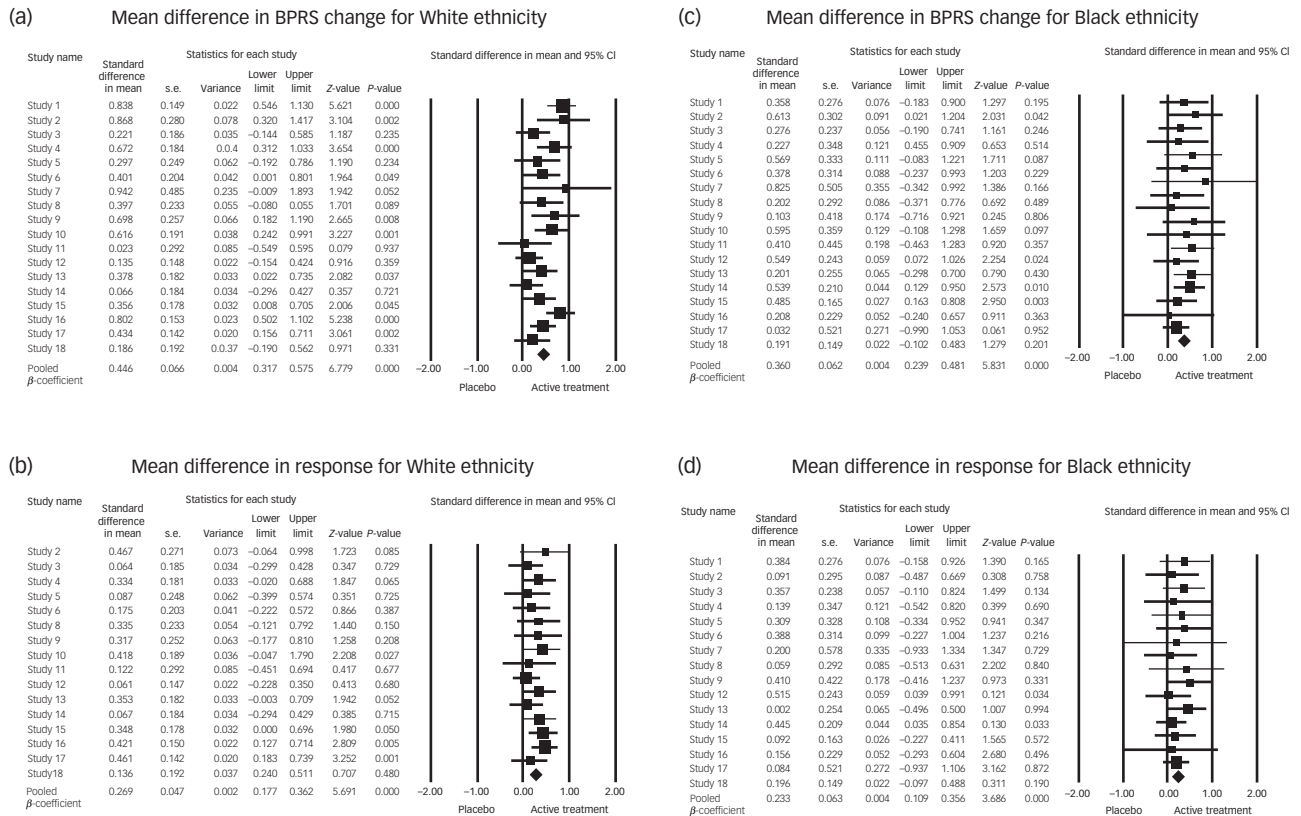 (a) Mean difference in BPRS change for White ethnicity
Study name Statistics for each study Standard difference in mean and 95% CI
Standard difference in mean s.e. Variance Lower limit Upper limit Z-value P-value
Study 1 0.838 0.149 0.022 0.546 1.130 5.621 0.000
Study 2 0.868 0.280 0.078 0.320 1.417 3.104 0.002
Study 3 0.221 0.186 0.035 −0.144 0.585 1.187 0.235
Study 4 0.672 0.184 0.0.4 0.312 1.033 3.654 0.000
Study 5 0.297 0.249 0.062 −0.192 0.786 1.190 0.234
Study 6 0.401 0.204 0.042 0.001 0.801 1.964 0.049
Study 7 0.942 0.485 0.235 −0.009 1.893 1.942 0.052
Study 8 0.397 0.233 0.055 −0.080 0.055 1.701 0.089
Study 9 0.698 0.257 0.066 0.182 1.190 2.665 0.008
Study 10 0.616 0.191 0.038 0.242 0.991 3.227 0.001
Study 11 0.023 0.292 0.085 −0.549 0.595 0.079 0.937
Study 12 0.135 0.148 0.022 −0.154 0.424 0.916 0.359
Study 13 0.378 0.182 0.033 0.022 0.735 2.082 0.037
Study 14 0.066 0.184 0.034 −0.296 0.427 0.357 0.721
Study 15 0.356 0.178 0.032 0.008 0.705 2.006 0.045
Study 16 0.802 0.153 0.023 0.502 1.102 5.238 0.000
Study 17 0.434 0.142 0.020 0.156 0.711 3.061 0.002
Study 18 0.186 0.192 0.0.37 −0.190 0.562 0.971 0.331
Pooled β-coefficient 0.446 0.066 0.004 0.317 0.575 6.779 0.000
−2.00 −1.00 0.00 1.00 2.00
Placebo Active treatment
(c) Mean difference in BPRS change for Black ethnicity
Study name Statistics for each study Standard difference in mean and 95% CI
Standard difference in mean s.e. Variance Lower limit Upper limit Z-value P-value
Study 1 0.358 0.276 0.076 −0.183 0.900 1.297 0.195
Study 2 0.613 0.302 0.091 0.021 1.204 2.031 0.042
Study 3 0.276 0.237 0.056 −0.190 0.741 1.161 0.246
Study 4 0.227 0.348 0.121 0.455 0.909 0.653 0.514
Study 5 0.569 0.333 0.111 −0.083 1.221 1.711 0.087
Study 6 0.378 0.314 0.088 −0.237 0.993 1.203 0.229
Study 7 0.825 0.505 0.355 −0.342 0.992 1.386 0.166
Study 8 0.202 0.292 0.086 −0.371 0.776 0.692 0.489
Study 9 0.103 0.418 0.174 −0.716 0.921 0.245 0.806
Study 10 0.595 0.359 0.129 −0.108 1.298 1.659 0.097
Study 11 0.410 0.445 0.198 −0.463 1.283 0.920 0.357
Study 12 0.549 0.243 0.059 0.072 1.026 2.254 0.024
Study 13 0.201 0.255 0.065 −0.298 0.700 0.790 0.430
Study 14 0.539 0.210 0.044 0.129 0.950 2.573 0.010
Study 15 0.485 0.165 0.027 0.163 0.808 2.950 0.003
Study 16 0.208 0.229 0.052 −0.240 0.657 0.911 0.363
Study 17 0.032 0.521 0.271 −0.990 1.053 0.061 0.952
Study 18 0.191 0.149 0.022 −0.102 0.483 1.279 0.201
Pooled β-coefficient 0.360 0.062 0.004 0.239 0.481 5.831 0.000
−2.00 −1.00 0.00 1.00 2.00
Placebo Active treatment
(b) Mean difference in response for White ethnicity
Study name Statistics for each study Standard difference in mean and 95% CI
Standard difference in mean s.e. Variance Lower limit Upper limit Z-value P-value
Study 2 0.467 0.271 0.073 −0.064 0.998 1.723 0.085
Study 3 0.064 0.185 0.034 −0.299 0.428 0.347 0.729
Study 4 0.334 0.181 0.033 −0.020 0.688 1.847 0.065
Study 5 0.087 0.248 0.062 −0.399 0.574 0.351 0.725
Study 6 0.175 0.203 0.041 −0.222 0.572 0.866 0.387
Study 8 0.335 0.233 0.054 −0.121 0.792 1.440 0.150
Study 9 0.317 0.252 0.063 −0.177 0.810 1.258 0.208
Study 10 0.418 0.189 0.036 −0.047 1.790 2.208 0.027
Study 11 0.122 0.292 0.085 −0.451 0.694 0.417 0.677
Study 12 0.061 0.147 0.022 −0.228 0.350 0.413 0.680
Study 13 0.353 0.182 0.033 −0.003 0.709 1.942 0.052
Study 14 0.067 0.184 0.034 −0.294 0.429 0.385 0.715
Study 15 0.348 0.178 0.032 0.000 0.696 1.980 0.050
Study 16 0.421 0.150 0.022 0.127 0.714 2.809 0.005
Study 17 0.461 0.142 0.020 0.183 0.739 3.252 0.001
Study18 0.136 0.192 0.037 0.240 0.511 0.707 0.480
Pooled β-coefficient 0.269 0.047 0.002 0.177 0.362 5.691 0.000
−2.00 −1.00 0.00 1.00 2.00
Placebo Active treatment
(d) Mean difference in response for Black ethnicity
Study name Statistics for each study Standard difference in mean and 95% CI
Standard difference in mean s.e. Variance Lower limit Upper limit Z-value P-value
Study 1 0.384 0.276 0.076 −0.158 0.926 1.390 0.165
Study 2 0.091 0.295 0.087 −0.487 0.669 0.308 0.758
Study 3 0.357 0.238 0.057 −0.110 0.824 1.499 0.134
Study 4 0.139 0.347 0.121 −0.542 0.820 0.399 0.690
Study 5 0.309 0.328 0.108 −0.334 0.952 0.941 0.347
Study 6 0.388 0.314 0.099 −0.227 1.004 1.237 0.216
Study 7 0.200 0.578 0.335 −0.933 1.334 1.347 0.729
Study 8 0.059 0.292 0.085 −0.513 0.631 2.202 0.840
Study 9 0.410 0.422 0.178 −0.416 1.237 0.973 0.331
Study 12 0.515 0.243 0.059 0.039 0.991 0.121 0.034
Study 13 0.002 0.254 0.065 −0.496 0.500 1.007 0.994
Study 14 0.445 0.209 0.044 0.035 0.854 0.130 0.033
Study 15 0.092 0.163 0.026 −0.227 0.411 1.565 0.572
Study 16 0.156 0.229 0.052 −0.293 0.604 2.680 0.496
Study 17 0.084 0.521 0.272 −0.937 1.106 3.162 0.872
Study 18 0.196 0.149 0.022 −0.097 0.488 0.311 0.190
Pooled β-coefficient 0.233 0.063 0.004 0.109 0.356 3.686 0.000
−2.00 −1.00 0.00 1.00 2.00
Placebo Active treatment